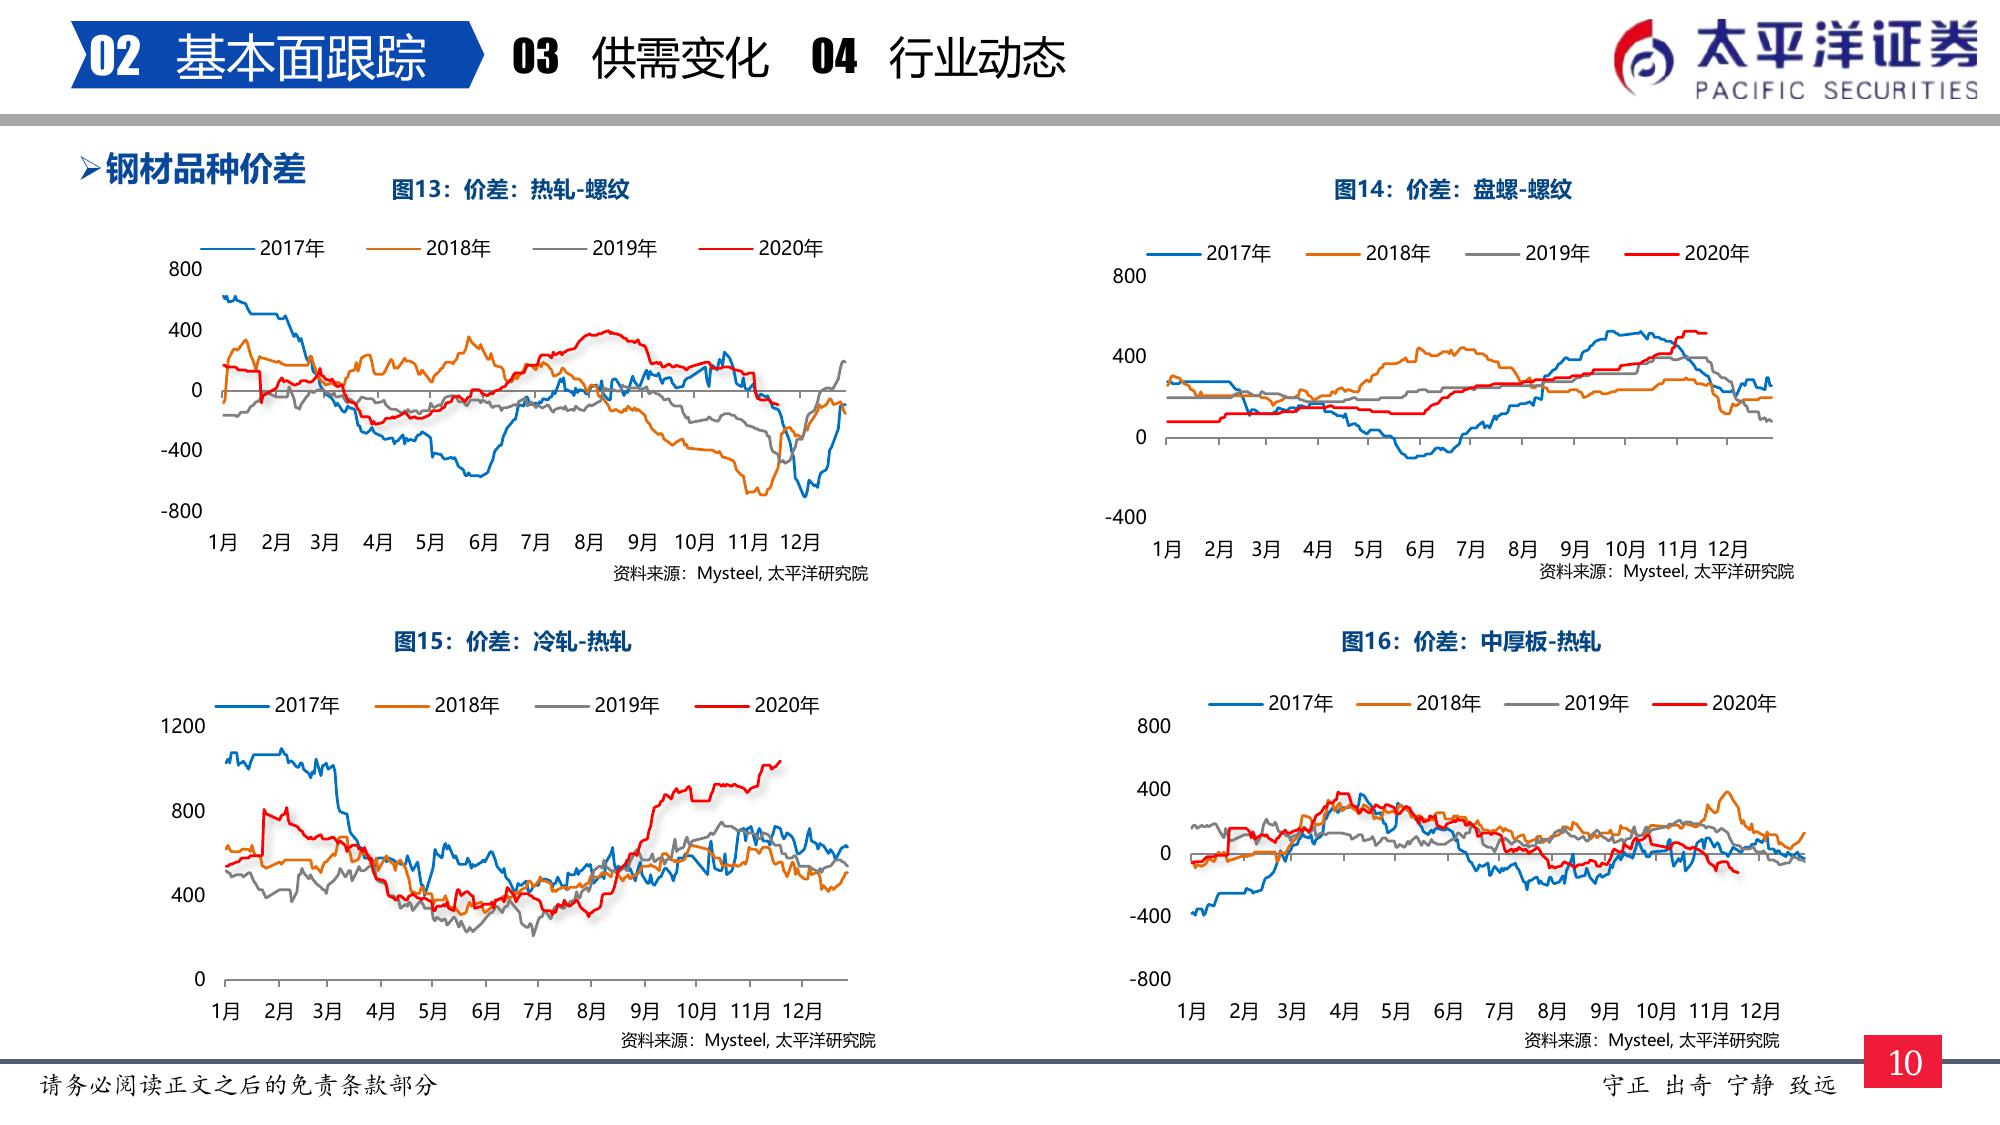 02 基本面跟踪 03 供需变化 04 行业动态
太平洋证券
PACIFIC SECURITIES
➢钢材品种价差
图13：价差：热轧-螺纹
2017年 2018年 2019年 2020年
800
400
0
-400
-800
1月 2月 3月 4月 5月 6月 7月 8月 9月 10月 11月 12月
资料来源：Mysteel, 太平洋研究院
图14：价差：盘螺-螺纹
2017年 2018年 2019年 2020年
800
400
0
-400
1月 2月 3月 4月 5月 6月 7月 8月 9月 10月 11月 12月
资料来源：Mysteel, 太平洋研究院
图15：价差：冷轧-热轧
2017年 2018年 2019年 2020年
1200
800
400
0
1月 2月 3月 4月 5月 6月 7月 8月 9月 10月 11月 12月
资料来源：Mysteel, 太平洋研究院
图16：价差：中厚板-热轧
2017年 2018年 2019年 2020年
800
400
0
-400
-800
1月 2月 3月 4月 5月 6月 7月 8月 9月 10月 11月 12月
资料来源：Mysteel, 太平洋研究院
请务必阅读正文之后的免责条款部分
守正 出奇 宁静 致远
10